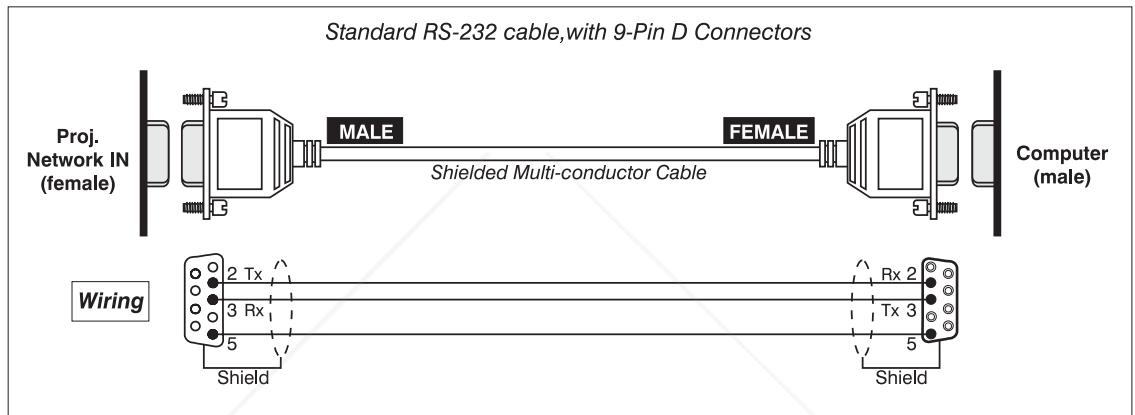 Standard RS-232 cable,with 9-Pin D Connectors
MALE
FEMALE
Proj.
Network IN
(female)
Shielded Multi-conductor Cable
Computer
(male)
2 Tx
Rx 2
Wiring
3 Rx
Tx 3
5
5
Shield
Shield